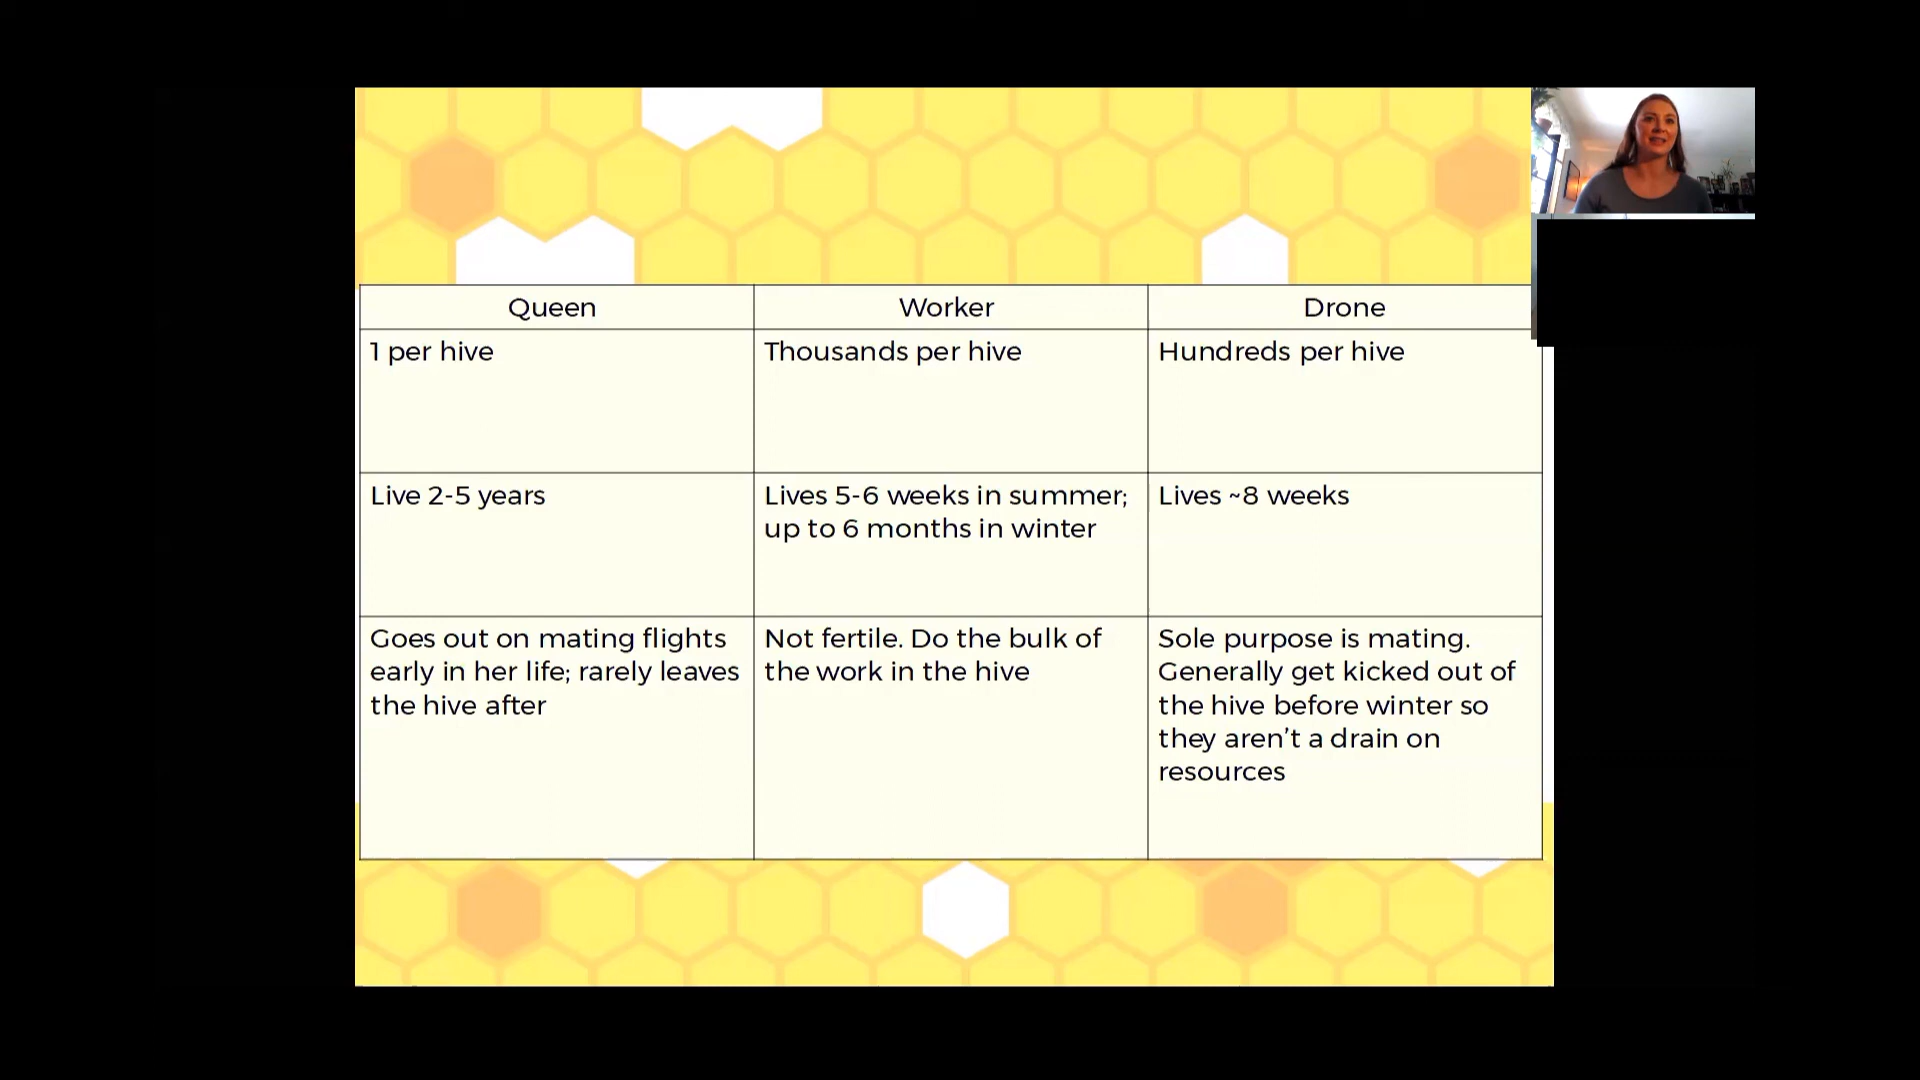 Queen
Worker
Drone
1 per hive
Thousands per hive
Hundreds per hive
Live 2-5 years
Lives 5-6 weeks in summer;
up to 6 months in winter
Lives ~8 weeks
Goes out on mating flights
early in her life; rarely leaves
the hive after
Not fertile. Do the bulk of
the work in the hive
Sole purpose is mating.
Generally get kicked out of
the hive before winter so
they aren’t a drain on
resources